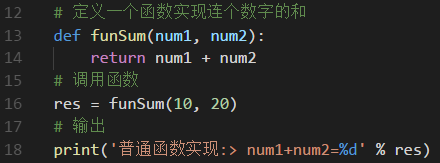 12 # 定义一个函数实现连个数字的和
13 def funSum(num1, num2):
14     return num1 + num2
15 # 调用函数
16 res = funSum(10, 20)
17 # 输出
18 print('普通函数实现:> num1+num2=%d' % res)